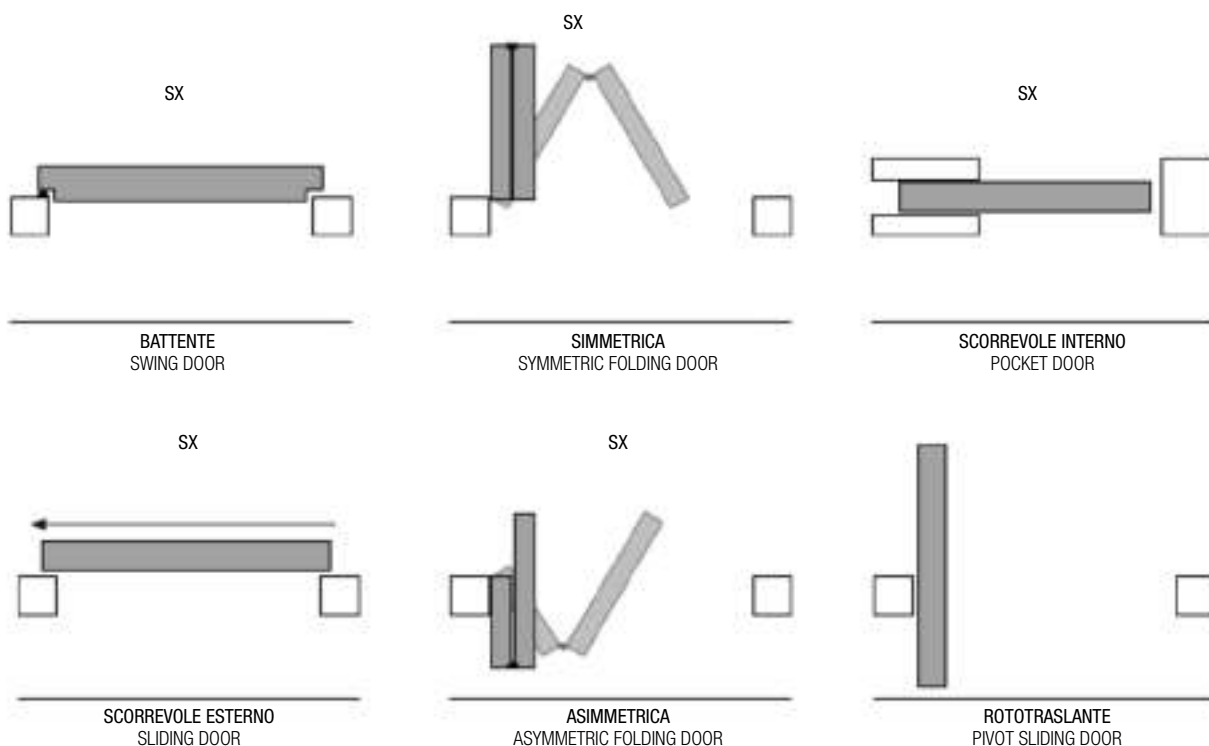 SX
SX
SX
BATTENTE
SWING DOOR
SIMMETRICA
SYMMETRIC FOLDING DOOR
SCORREVOLE INTERNO
POCKET DOOR
SX
SX
SCORREVOLE ESTERNO
SLIDING DOOR
ASIMMETRICA
ASYMMETRIC FOLDING DOOR
ROTOTRASLANTE
PIVOT SLIDING DOOR